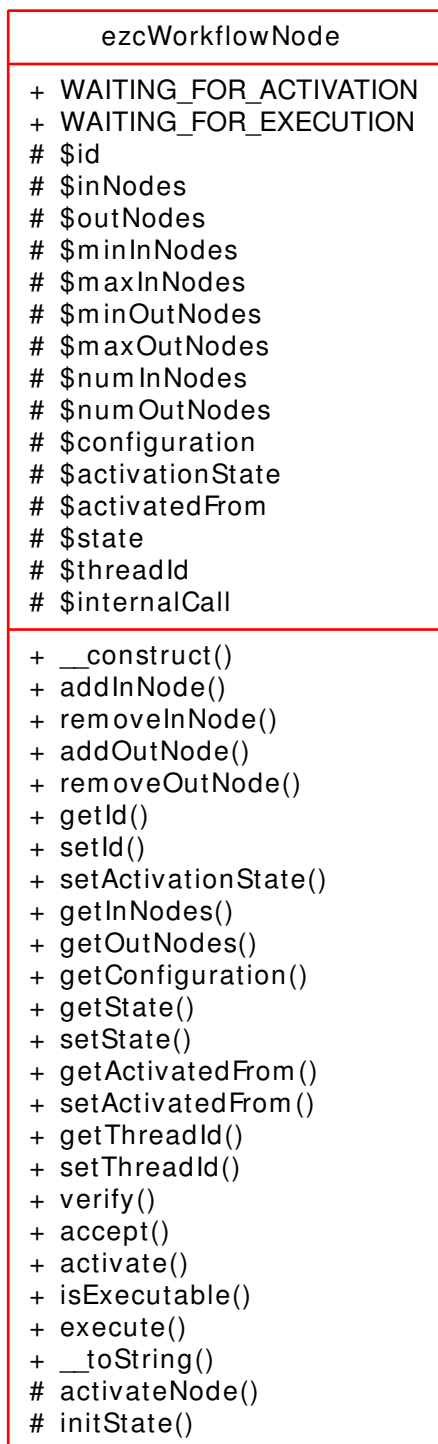 ezcWorkflowNode
+ WAITING_FOR_ACTIVATION
+ WAITING_FOR_EXECUTION
# $id
# $inNodes
# $outNodes
# $minInNodes
# $maxInNodes
# $minOutNodes
# $maxOutNodes
# $numInNodes
# $numOutNodes
# $configuration
# $activationState
# $activatedFrom
# $state
# $threadId
# $internalCall
+ __construct()
+ addInNode()
+ removeInNode()
+ addOutNode()
+ removeOutNode()
+ getId()
+ setId()
+ setActivationState()
+ getInNodes()
+ getOutNodes()
+ getConfiguration()
+ getState()
+ setState()
+ getActivatedFrom()
+ setActivatedFrom()
+ getThreadId()
+ setThreadId()
+ verify()
+ accept()
+ activate()
+ isExecutable()
+ execute()
+ __toString()
# activateNode()
# initState()